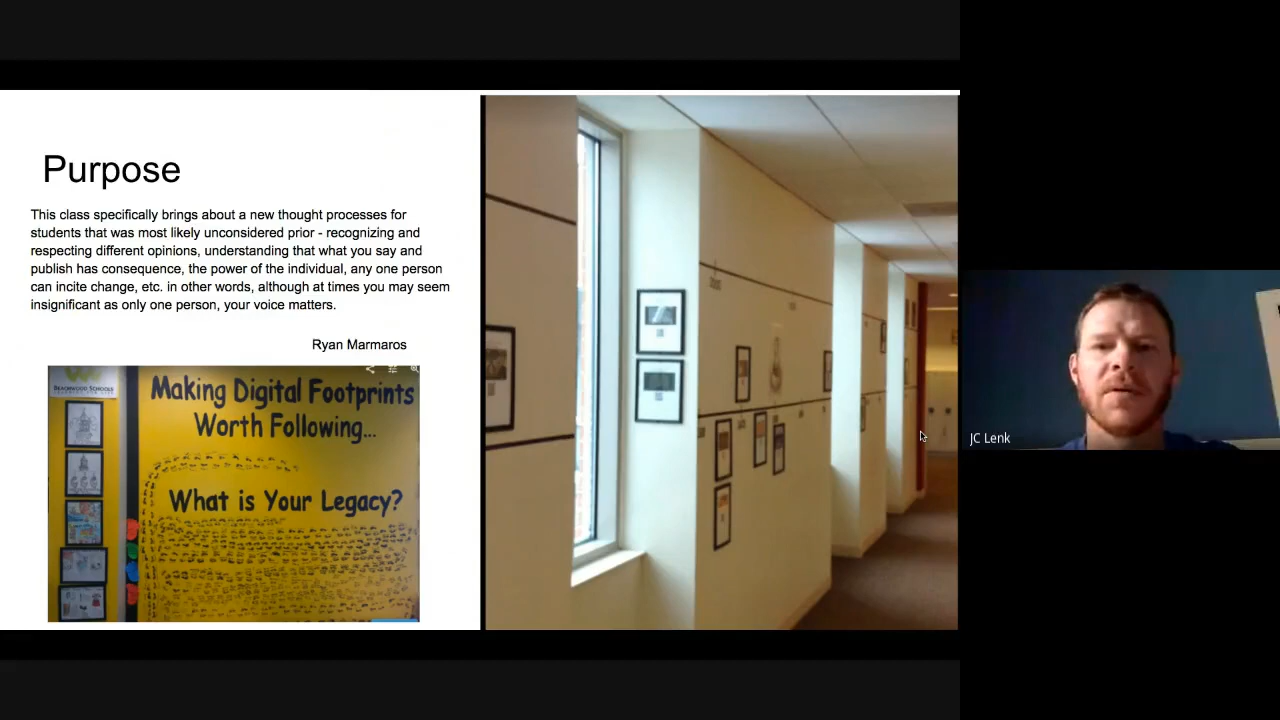 Purpose
This class specifically brings about a new thought processes for
students that was most likely unconsidered prior - recognizing and
respecting different opinions, understanding that what you say and
publish has consequence, the power of the individual, any one person
can incite change, etc. in other words, although at times you may seem
insignificant as only one person, your voice matters.
Ryan Marmaros
BEACHWOOD SCHOOLS
Making Digital Footprints
Worth Following...
What is Your Legacy?
JC Lenk